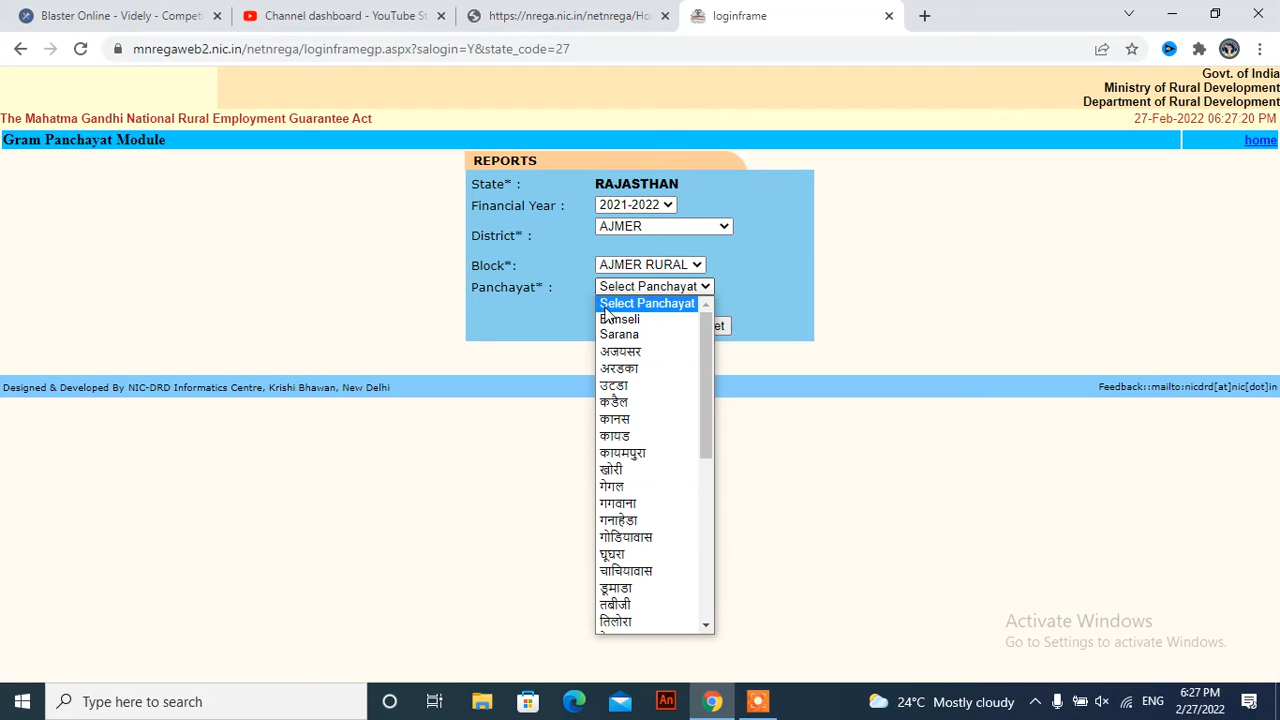 Blaster Online - Videly - Compet
Channel dashboard - YouTube S
https://nrega.nic.in/netnrega/Ho
loginframe
mnregaweb2.nic.in/netnrega/loginframegp.aspx?salogin=Y&state_code=27
Govt. of India
Ministry of Rural Development
Department of Rural Development
The Mahatma Gandhi National Rural Employment Guarantee Act
27-Feb-2022 06:27:20 PM
Gram Panchayat Module
home
REPORTS
State* : RAJASTHAN
Financial Year : 2021-2022
District* : AJMER
Block*: AJMER RURAL
Panchayat* : Select Panchayat
Select Panchayat
Sarana
अजयसर
अरडका
उटडा
कडैल
कानस
कायड
कायमपुरा
खोरी
गेगल
गगवाना
गनाहेडा
गोडियावास
घूघरा
चाचियावास
डूमाडा
तबीजी
तिलोरा
et
Designed & Developed By NIC-DRD Informatics Centre, Krishi Bhawan, New Delhi
Feedback::mailto:nicdrd[at]nic[dot]in
Activate Windows
Go to Settings to activate Windows.
Type here to search
An
24°C Mostly cloudy
ENG
6:27 PM
2/27/2022